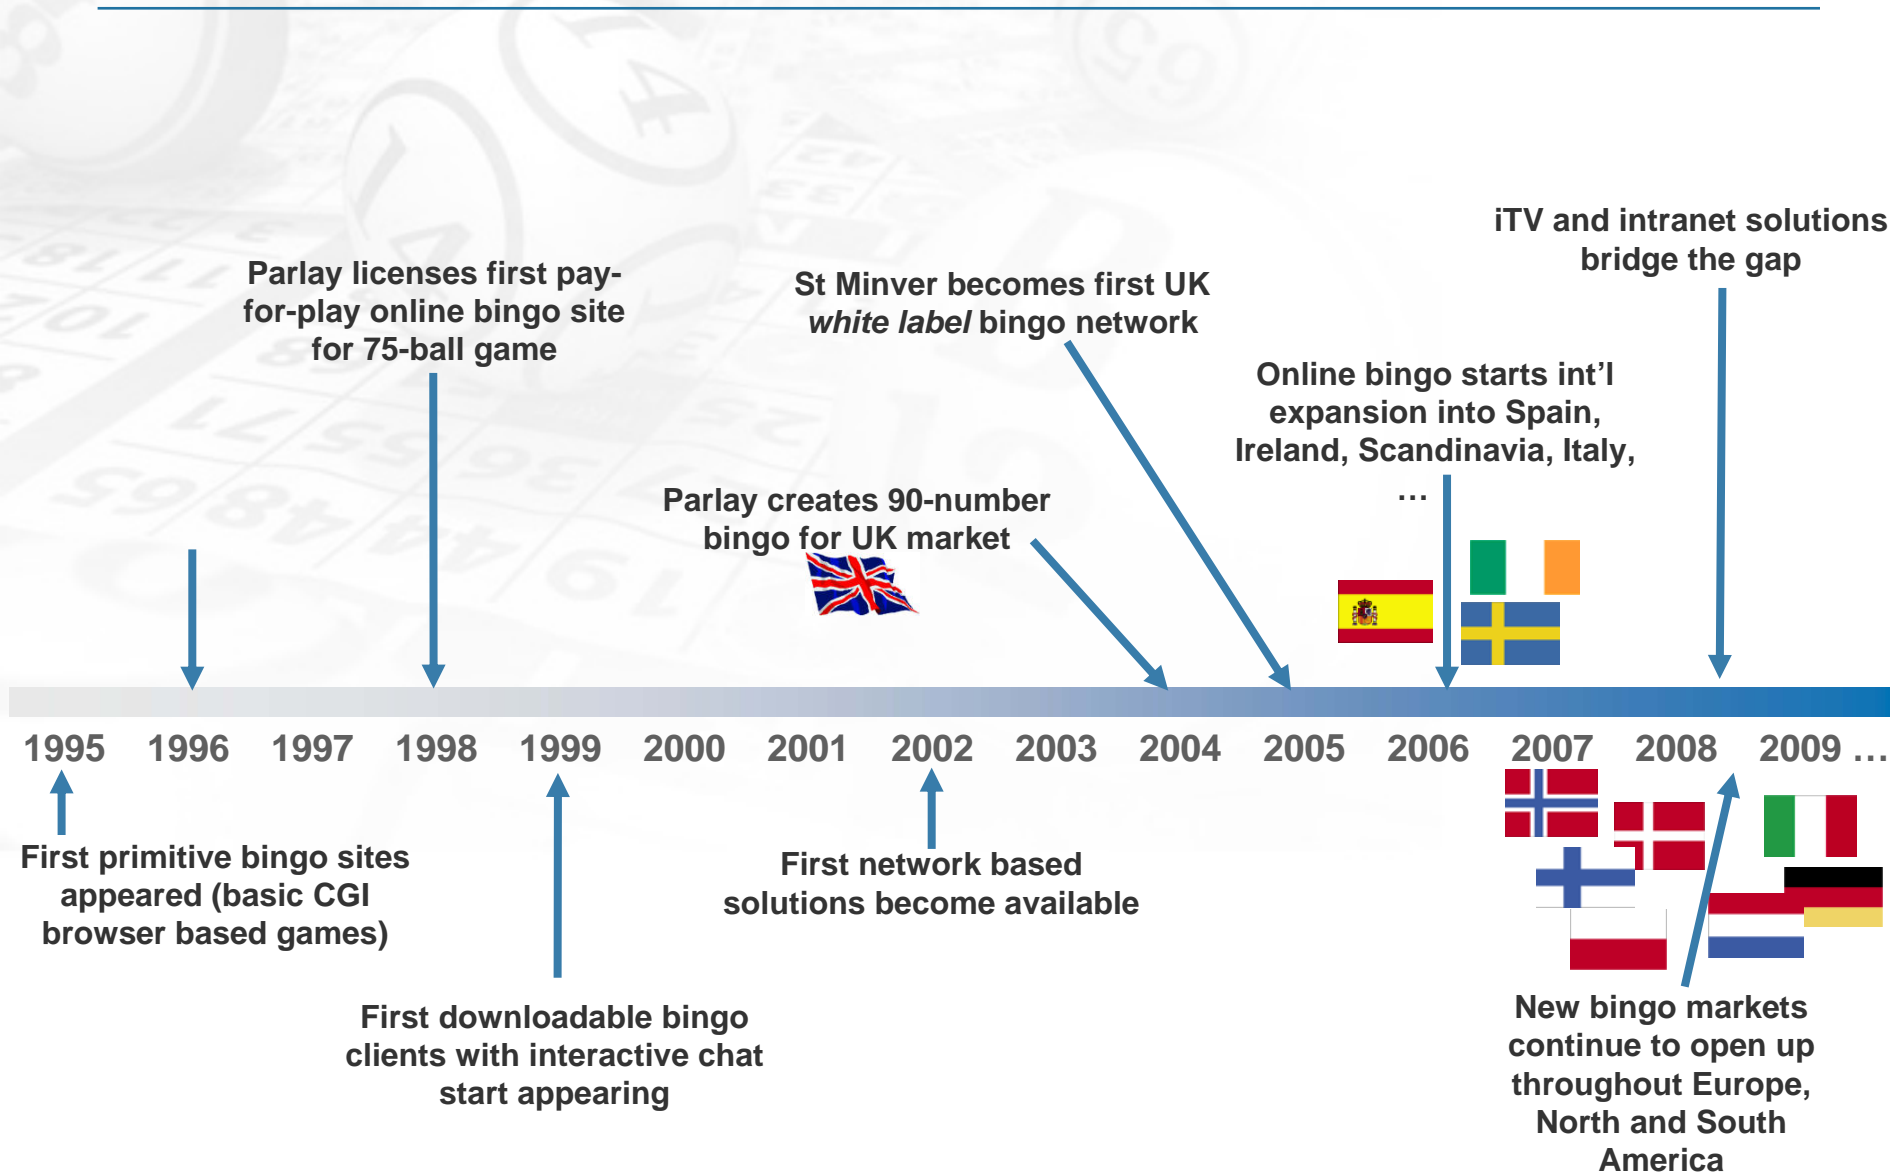 iTV and intranet solutions
bridge the gap
Parlay licenses first pay-
for-play online bingo site
for 75-ball game
St Minver becomes first UK
white label bingo network
Online bingo starts int’l
expansion into Spain,
Ireland, Scandinavia, Italy,
…
Parlay creates 90-number
bingo for UK market
1995 1996 1997 1998 1999 2000 2001 2002 2003 2004 2005 2006 2007 2008 2009 …
First primitive bingo sites
appeared (basic CGI
browser based games)
First network based
solutions become available
First downloadable bingo
clients with interactive chat
start appearing
New bingo markets
continue to open up
throughout Europe,
North and South
America